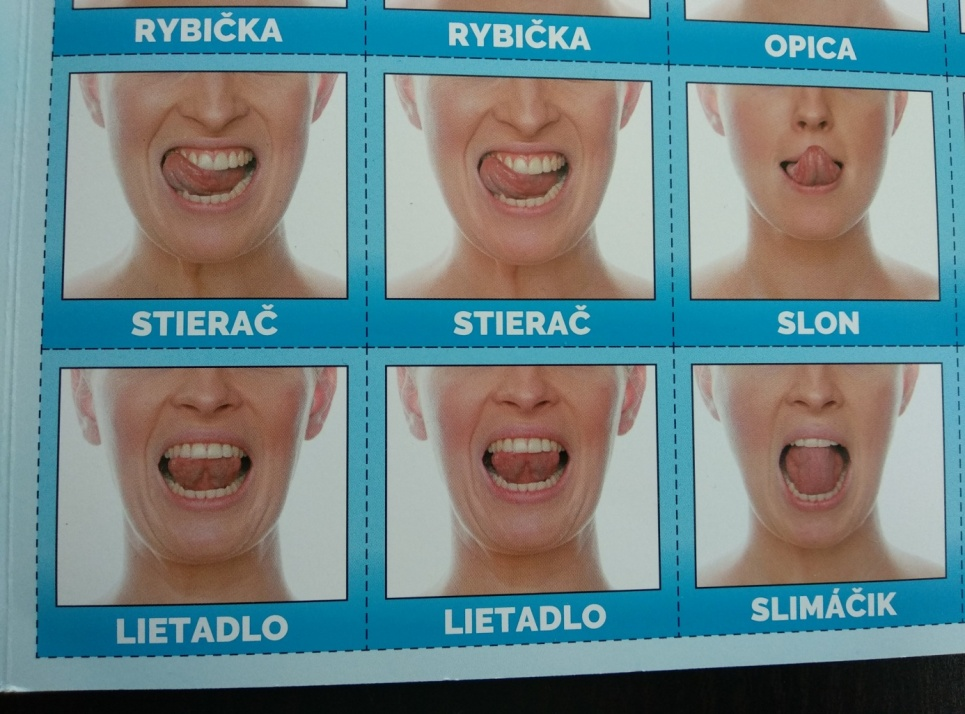 RYBIČKA
RYBIČKA
OPICA
STIERAČ
STIERAČ
SLON
LIETADLO
LIETADLO
SLIMÁČIK